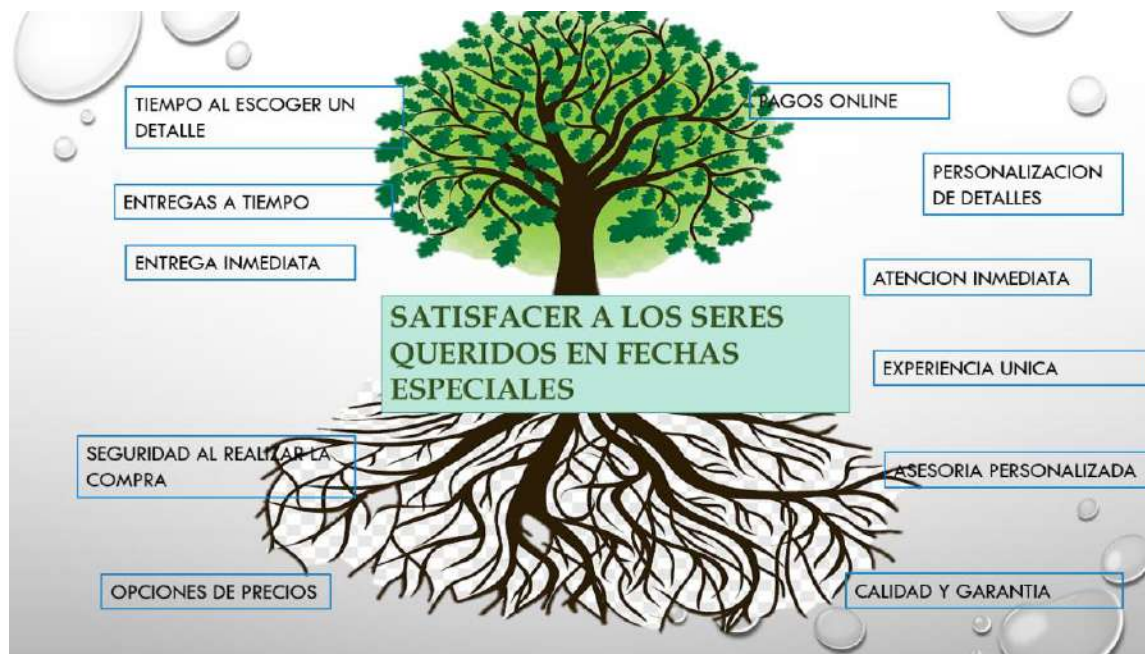 TIEMPO AL ESCOGER UN
DETALLE
ENTREGAS A TIEMPO
ENTREGA INMEDIATA
PAGOS ONLINE
PERSONALIZACION
DE DETALLES
ATENCION INMEDIATA
SATISFACER A LOS SERES
QUERIDOS EN FECHAS
ESPECIALES
EXPERIENCIA UNICA
SEGURIDAD AL REALIZAR LA
COMPRA
ASESORIA PERSONALIZADA
OPCIONES DE PRECIOS
CALIDAD Y GARANTIA